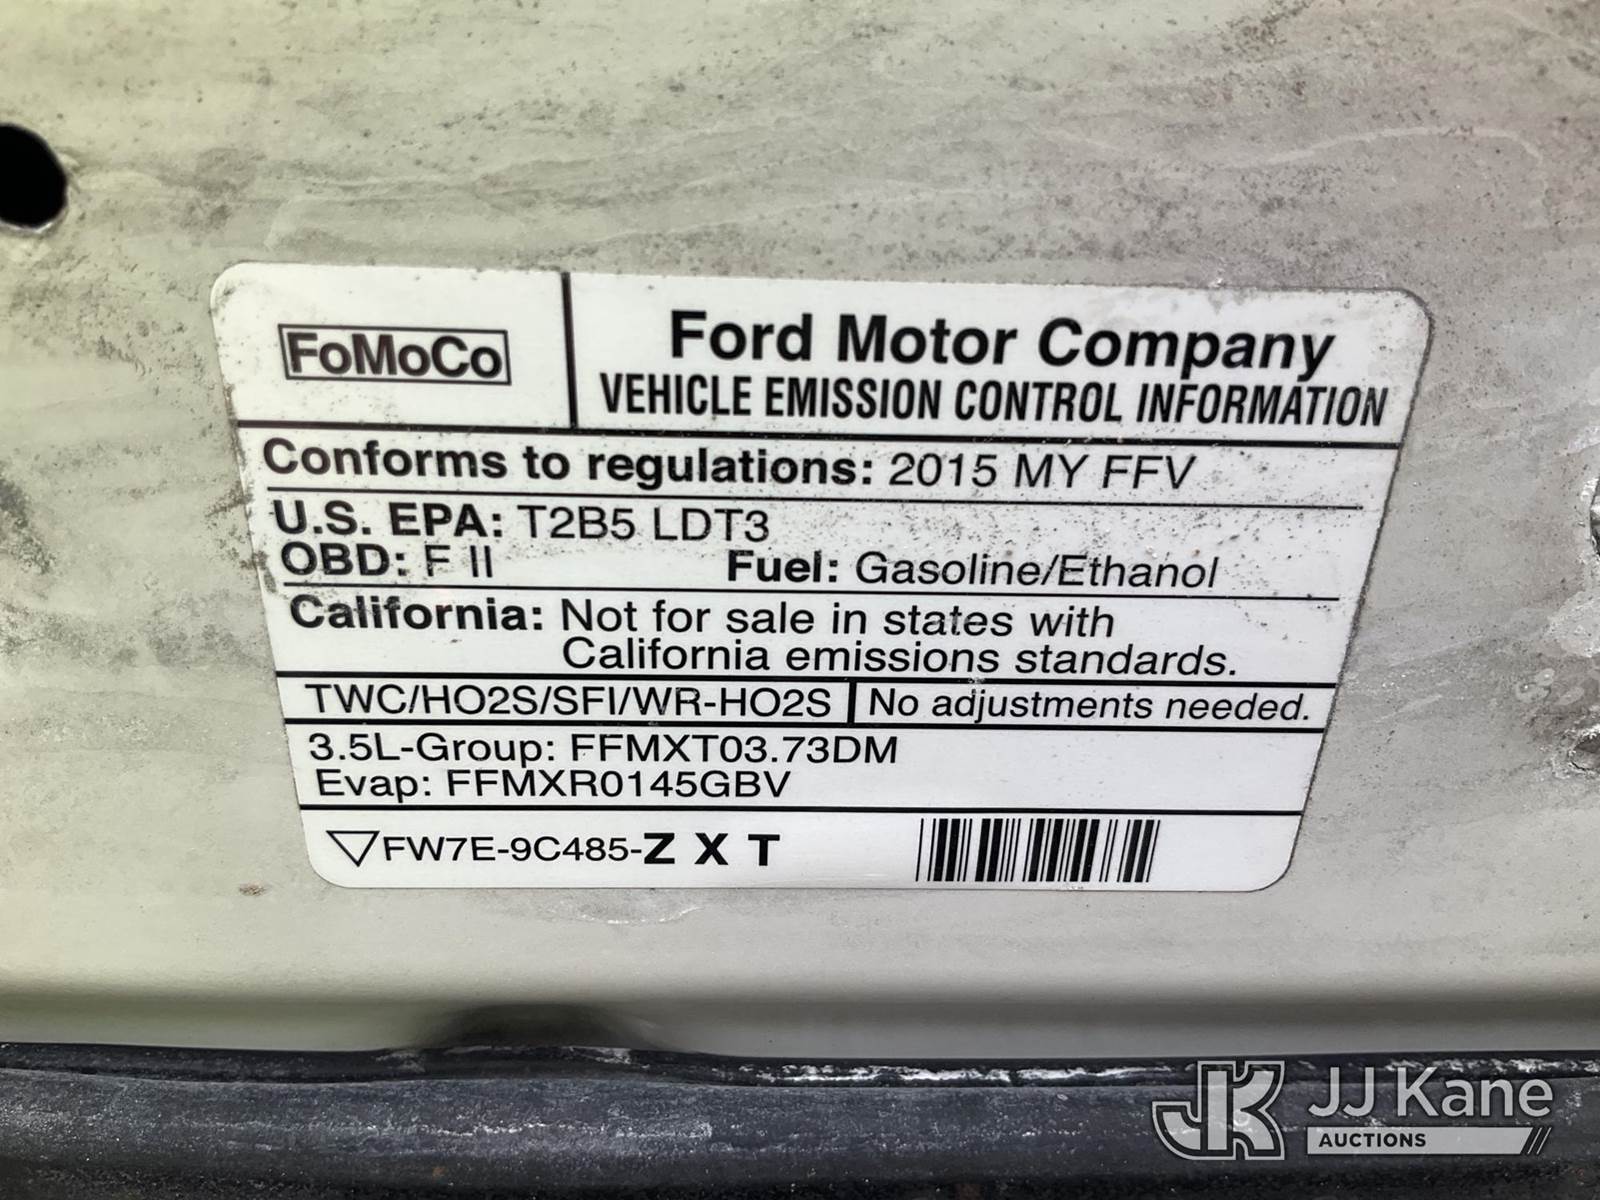 FoMoCo
Ford Motor Company
VEHICLE EMISSION CONTROL INFORMATION
Conforms to regulations: 2015 MY FFV
U.S. EPA: T2B5 LDT3
OBD: F II Fuel: Gasoline/Ethanol
California: Not for sale in states with
California emissions standards.
TWC/HO2S/SFI/WR-HO2S No adjustments needed.
3.5L-Group: FFMXT03.73DM
Evap: FFMXR0145GBV
FW7E-9C485-Z X T
JK JJ Kane
AUCTIONS